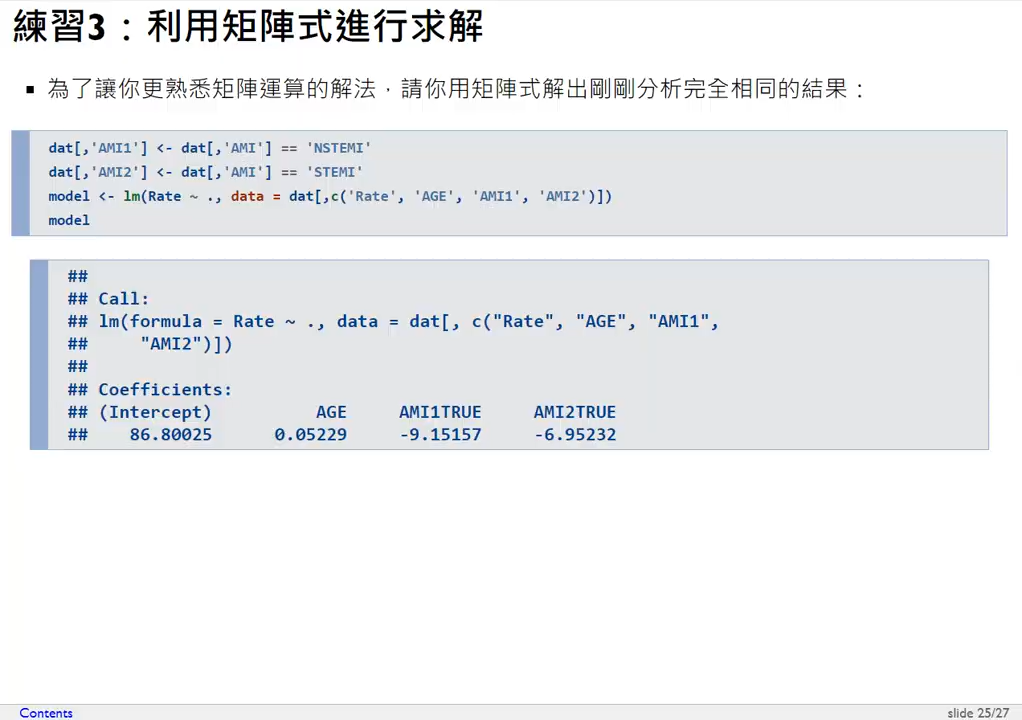 練習3：利用矩陣式進行求解
▪ 為了讓你更熟悉矩陣運算的解法，請你用矩陣式解出剛剛分析完全相同的結果：
dat[,'AMI1'] <- dat[,'AMI'] == 'NSTEMI'
dat[,'AMI2'] <- dat[,'AMI'] == 'STEMI'
model <- lm(Rate ~ ., data = dat[,c('Rate', 'AGE', 'AMI1', 'AMI2')])
model
##
## Call:
## lm(formula = Rate ~ ., data = dat[, c("Rate", "AGE", "AMI1",
##     "AMI2")])
##
## Coefficients:
## (Intercept)          AGE     AMI1TRUE     AMI2TRUE
##    86.80025      0.05229     -9.15157     -6.95232
Contents
slide 25/27